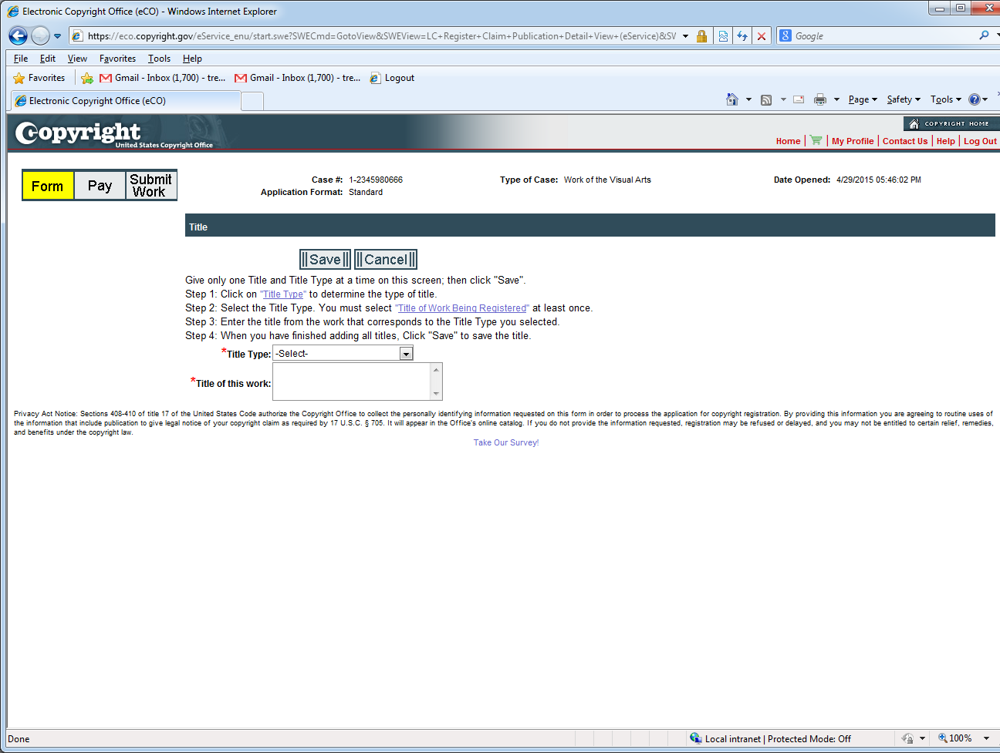 Electronic Copyright Office (eCO) - Windows Internet Explorer
https://eco.copyright.gov/eService_enu/start.swe?SWECmd=GotoView&SWEView=LC+Register+Claim+Publication+Detail+View+(eService)&SV
Google
File Edit View Favorites Tools Help
Favorites Gmail - Inbox (1,700) - tre... Gmail - Inbox (1,700) - tre... Logout
Electronic Copyright Office (eCO)
Page Safety Tools
Copyright
United States Copyright Office
COPYRIGHT HOME
Home | My Profile | Contact Us | Help | Log Out
Form Pay Submit Work
Case #: 1-2345980666 Type of Case: Work of the Visual Arts Date Opened: 4/29/2015 05:46:02 PM
Application Format: Standard
Title
Save Cancel
Give only one Title and Title Type at a time on this screen; then click "Save".
Step 1: Click on "Title Type" to determine the type of title.
Step 2: Select the Title Type. You must select "Title of Work Being Registered" at least once.
Step 3: Enter the title from the work that corresponds to the Title Type you selected.
Step 4: When you have finished adding all titles, Click "Save" to save the title.
*Title Type: -Select-
*Title of this work:
Privacy Act Notice: Sections 408-410 of title 17 of the United States Code authorize the Copyright Office to collect the personally identifying information requested on this form in order to process the application for copyright registration. By providing this information you are agreeing to routine uses of
the information that include publication to give legal notice of your copyright claim as required by 17 U.S.C. § 705. It will appear in the Office's online catalog. If you do not provide the information requested, registration may be refused or delayed, and you may not be entitled to certain relief, remedies,
and benefits under the copyright law.
Take Our Survey!
Done
Local intranet | Protected Mode: Off
100%